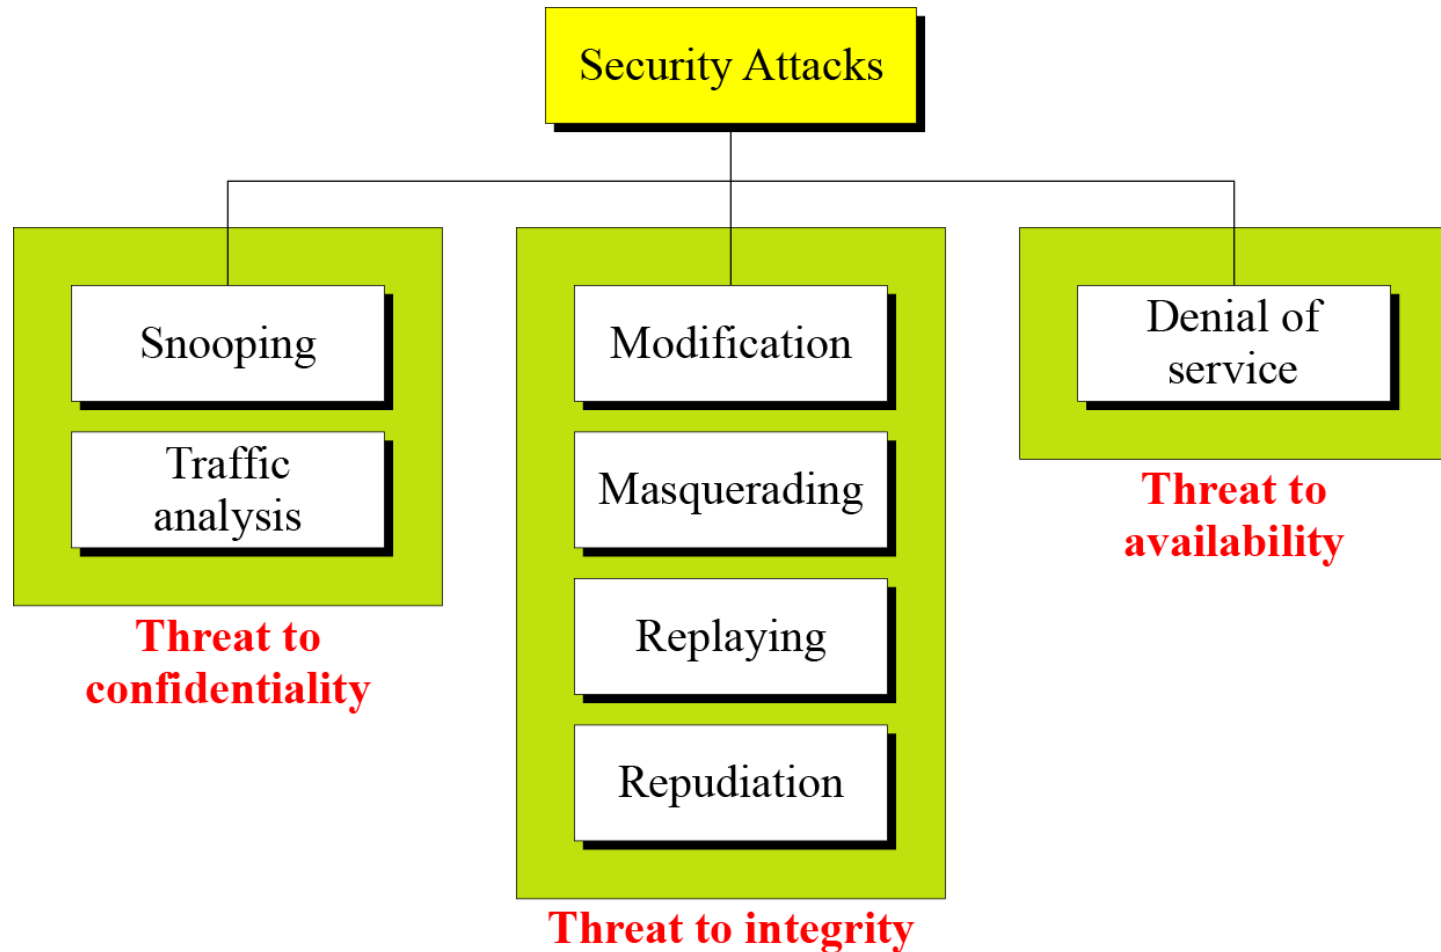 Security Attacks
Snooping
Traffic
analysis
Threat to
confidentiality
Modification
Masquerading
Replaying
Repudiation
Threat to integrity
Denial of
service
Threat to
availability